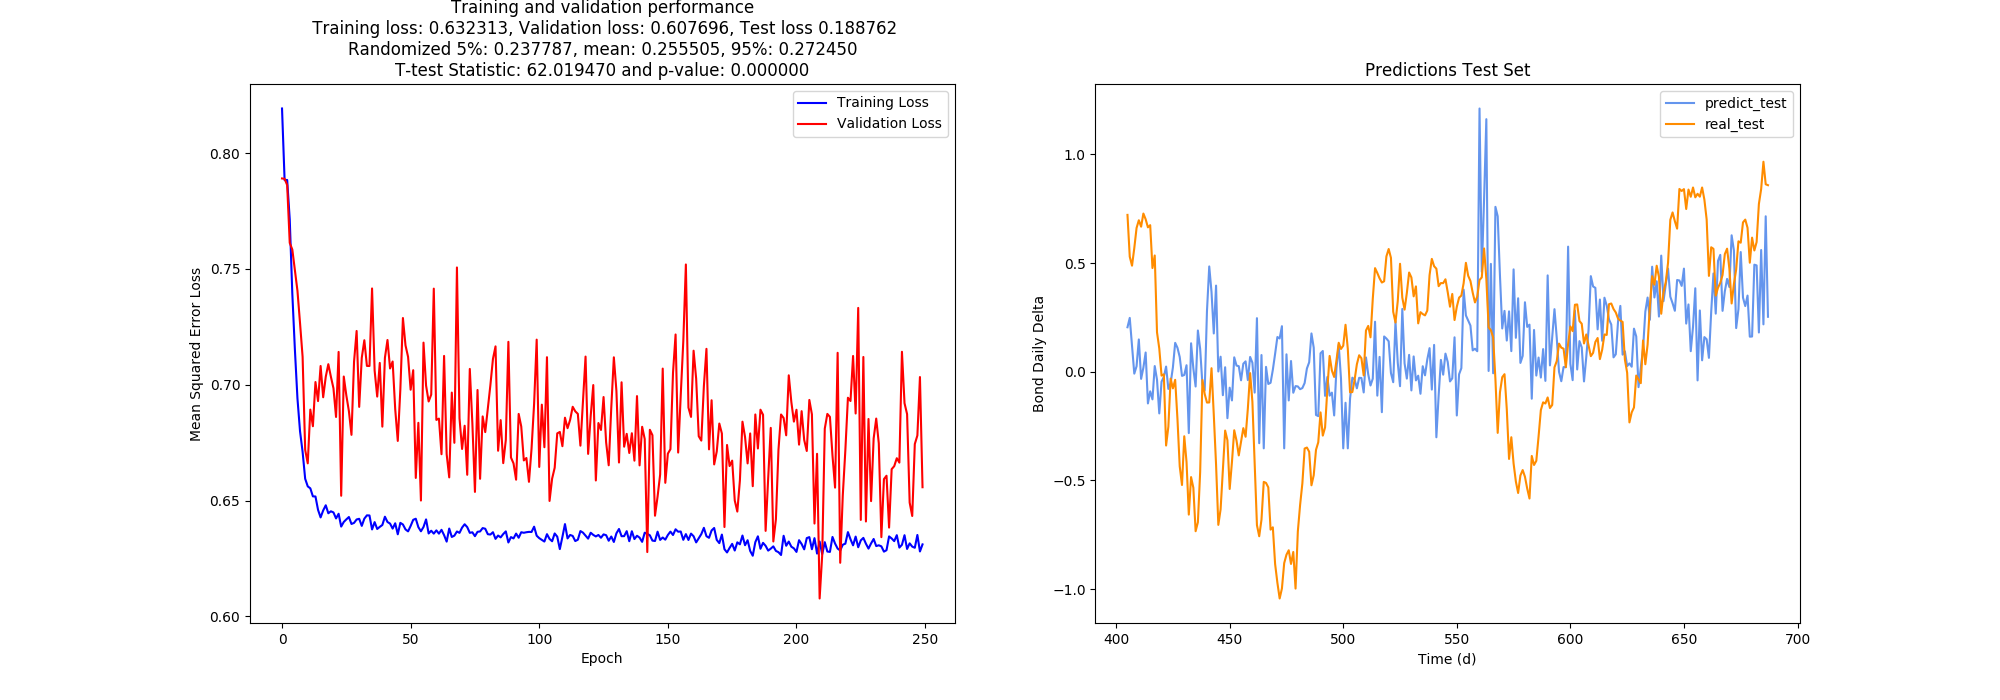 Training and validation performance
Training loss: 0.632313, Validation loss: 0.607696, Test loss 0.188762
Randomized 5%: 0.237787, mean: 0.255505, 95%: 0.272450
T-test Statistic: 62.019470 and p-value: 0.000000
Training Loss
Validation Loss
Mean Squared Error Loss
0.80
0.75
0.70
0.65
0.60
0
50
100
150
200
250
Epoch
Predictions Test Set
predict_test
real_test
Bond Daily Delta
1.0
0.5
0.0
−0.5
−1.0
400
450
500
550
600
650
700
Time (d)